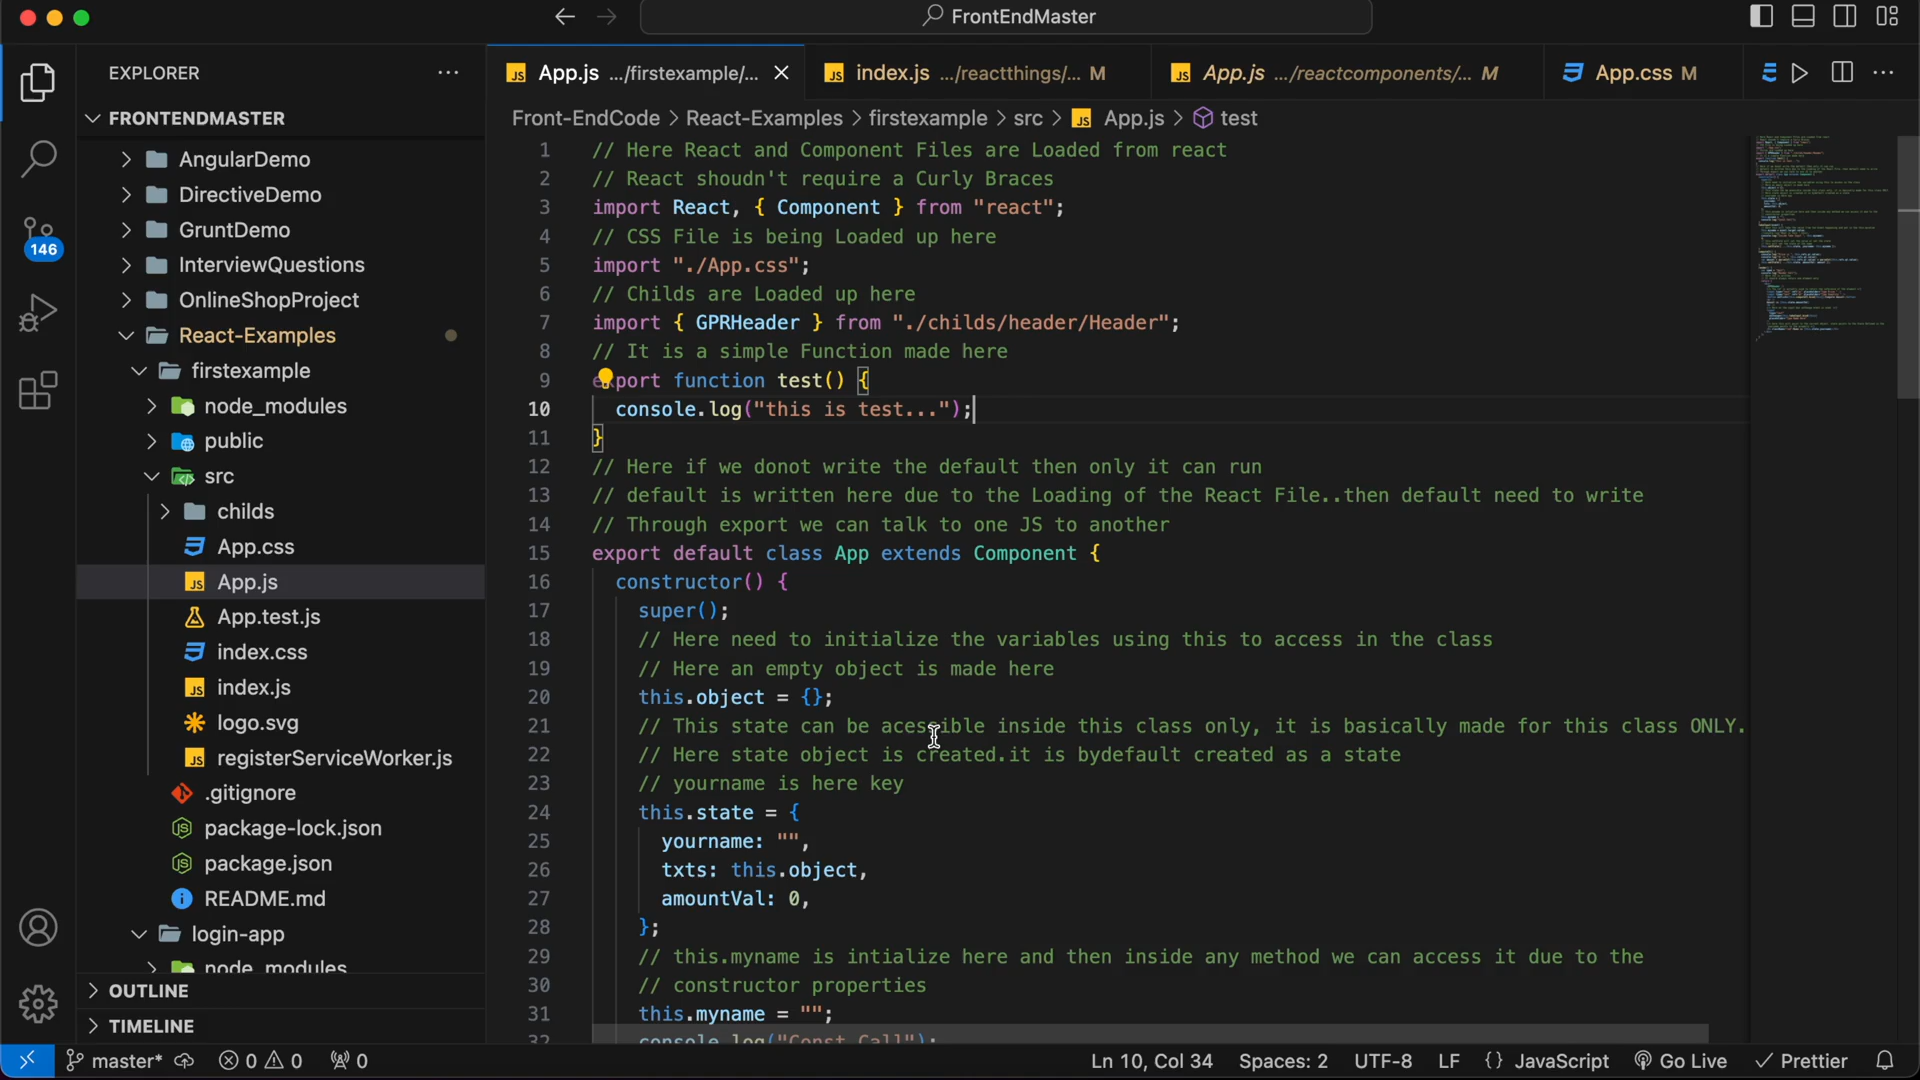 FrontEndMaster
EXPLORER
App.js .../firstexample/...
index.js .../reactthings/... M
App.js .../reactcomponents/... M
App.css M
FRONTENDMASTER
AngularDemo
DirectiveDemo
GruntDemo
InterviewQuestions
OnlineShopProject
React-Examples
firstexample
node_modules
public
src
childs
App.css
App.js
App.test.js
index.css
index.js
logo.svg
registerServiceWorker.js
.gitignore
package-lock.json
package.json
README.md
login-app
node_modules
OUTLINE
TIMELINE
146
Front-EndCode > React-Examples > firstexample > src > App.js > test
1 // Here React and Component Files are Loaded from react
2 // React shoudn't require a Curly Braces
3 import React, { Component } from "react";
4 // CSS File is being Loaded up here
5 import "./App.css";
6 // Childs are Loaded up here
7 import { GPRHeader } from "./childs/header/Header";
8 // It is a simple Function made here
9 export function test() {
10 console.log("this is test...");
11 }
12 // Here if we donot write the default then only it can run
13 // default is written here due to the Loading of the React File..then default need to write
14 // Through export we can talk to one JS to another
15 export default class App extends Component {
16 constructor() {
17 super();
18 // Here need to initialize the variables using this to access in the class
19 // Here an empty object is made here
20 this.object = {};
21 // This state can be acessible inside this class only, it is basically made for this class ONLY.
22 // Here state object is created.it is bydefault created as a state
23 // yourname is here key
24 this.state = {
25 yourname: "",
26 txts: this.object,
27 amountVal: 0,
28 };
29 // this.myname is intialize here and then inside any method we can access it due to the
30 // constructor properties
31 this.myname = "";
32 console.log("Const Call");
master* 0 0 0 Ln 10, Col 34 Spaces: 2 UTF-8 LF {} JavaScript Go Live Prettier